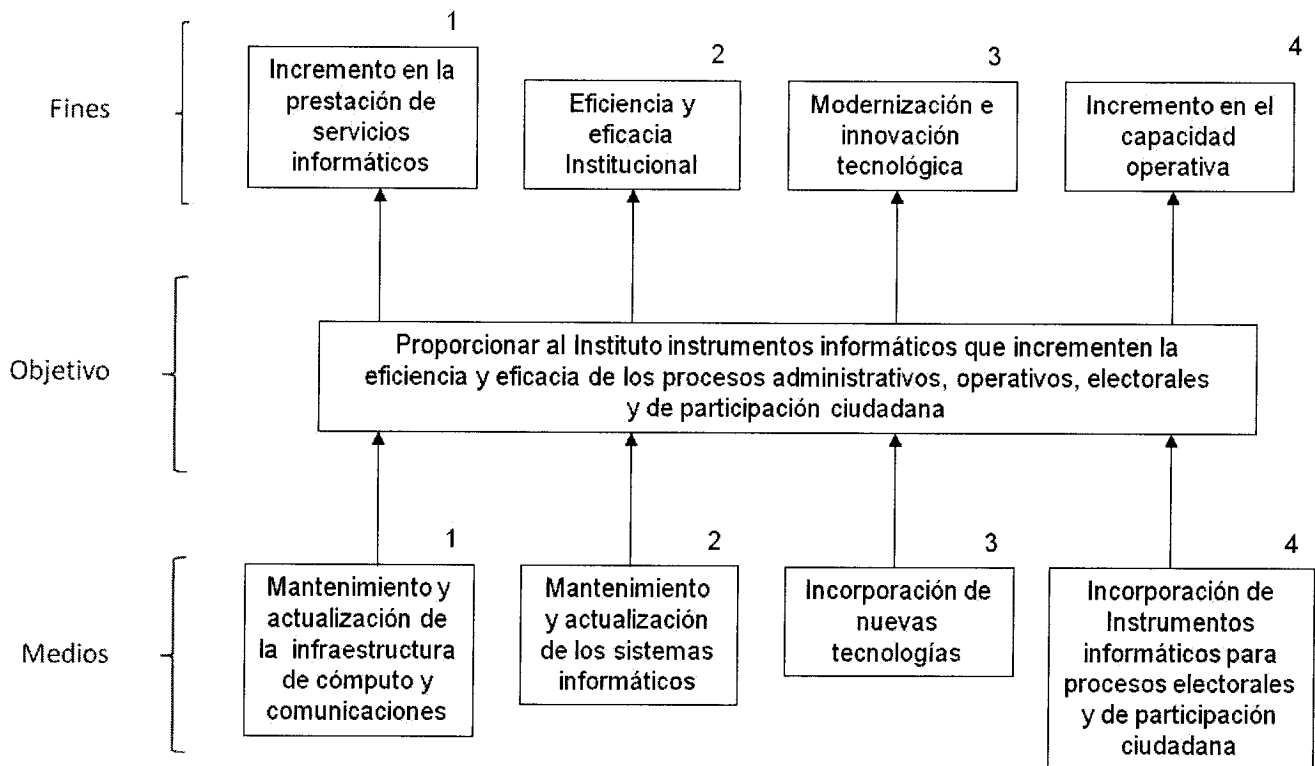 1
Incremento en la
prestación de
servicios
informáticos
2
Eficiencia y
eficacia
Institucional
3
Modernización e
innovación
tecnológica
4
Incremento en el
capacidad
operativa
Fines
Objetivo
Proporcionar al Instituto instrumentos informáticos que incrementen la
eficiencia y eficacia de los procesos administrativos, operativos, electorales
y de participación ciudadana
Medios
1
Mantenimiento y
actualización de
la infraestructura
de cómputo y
comunicaciones
2
Mantenimiento
y actualización
de los sistemas
informáticos
3
Incorporación de
nuevas
tecnologías
4
Incorporación de
Instrumentos
informáticos para
procesos electorales
y de participación
ciudadana